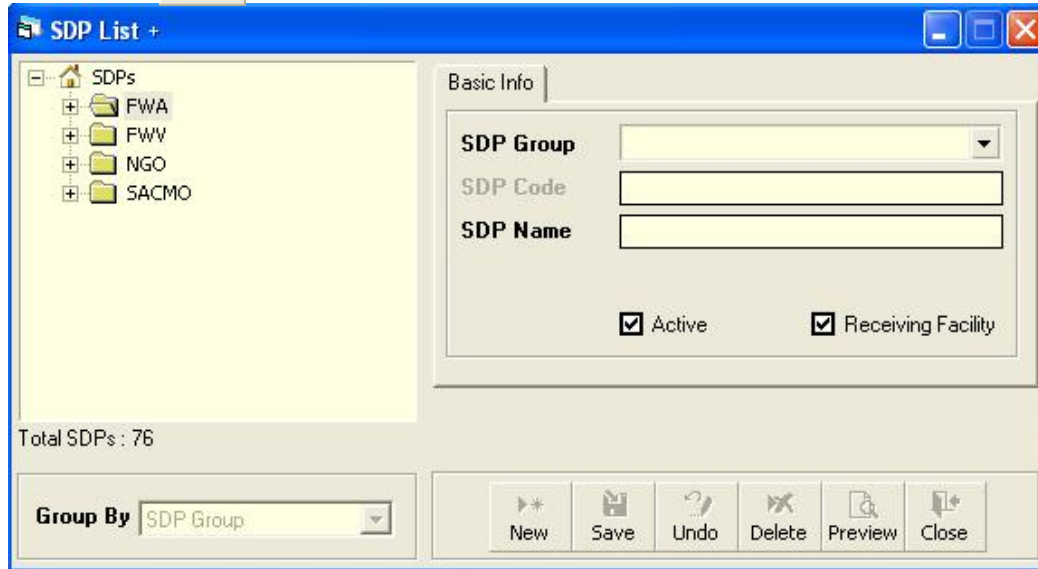 SDP List +
SDPs
FWA
FWV
NGO
SACMO
Total SDPs : 76
Group By SDP Group
Basic Info
SDP Group
SDP Code
SDP Name
Active Receiving Facility
New Save Undo Delete Preview Close